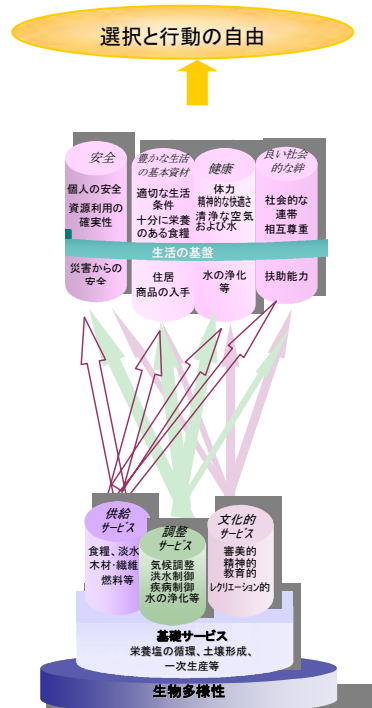 選択と行動の自由
安全
個人の安全
資源利用の
確実性
災害からの
安全
豊かな生活
の基本資材
適切な生活
条件
十分に栄養
のある食糧
住居
商品の入手
健康
体力
精神的な快適さ
清浄な空気
および水
水の浄化
等
良い社会
的な絆
社会的な
連帯
相互尊重
扶助能力
生活の基盤
供給
サービス
食糧、淡水
木材・繊維
燃料等
調整
サービス
気候調整
洪水制御
疾病制御
水の浄化等
文化的
サービス
審美的
精神的
教育的
レクリエーション的
基礎サービス
栄養塩の循環、土壌形成、
一次生産等
生物多様性